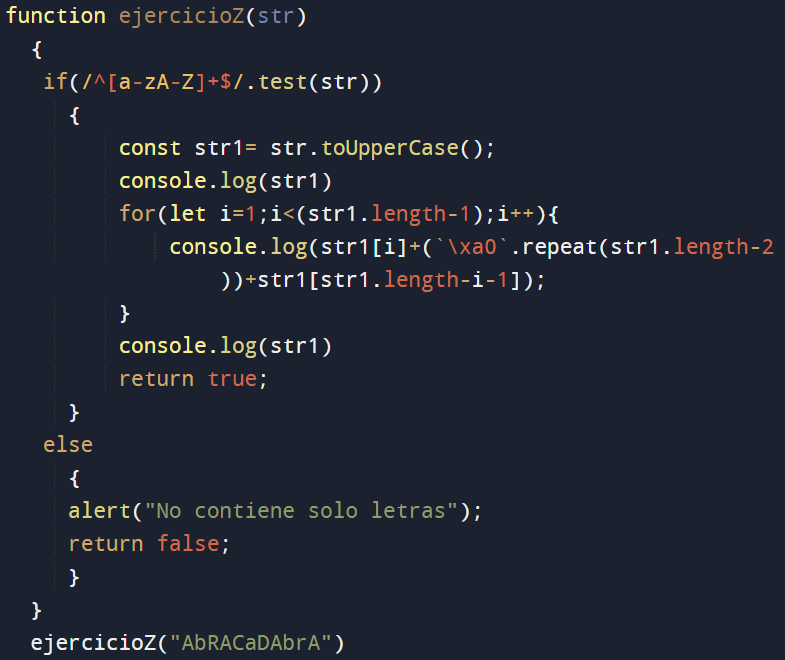 function ejercicioZ(str)
{
if(/^[a-zA-Z]+$/.test(str))
{
const str1= str.toUpperCase();
console.log(str1)
for(let i=1;i<(str1.length-1);i++){
console.log(str1[i]+(`\xa0`.repeat(str1.length-2
))+str1[str1.length-i-1]);
}
console.log(str1)
return true;
}
else
{
alert("No contiene solo letras");
return false;
}
}
ejercicioZ("AbRACaDAbrA")